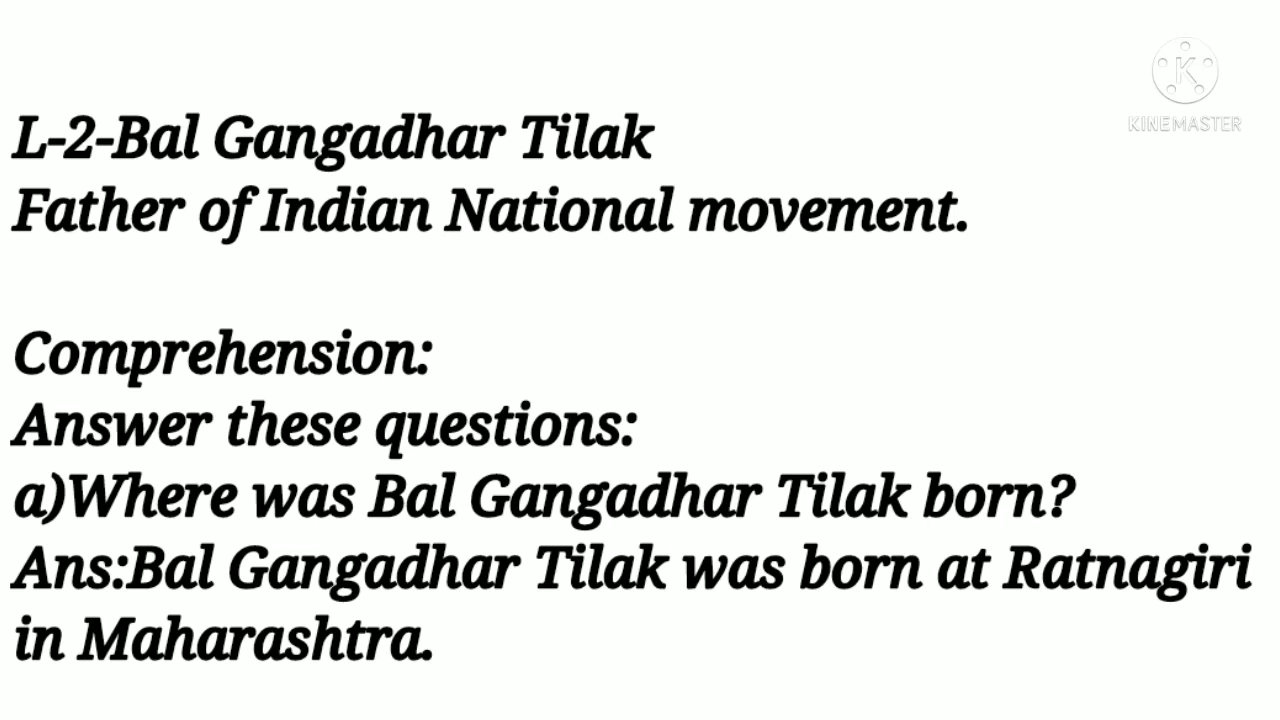 K
KINEMASTER
L-2-Bal Gangadhar Tilak
Father of Indian National movement.
Comprehension:
Answer these questions:
a)Where was Bal Gangadhar Tilak born?
Ans:Bal Gangadhar Tilak was born at Ratnagiri
in Maharashtra.